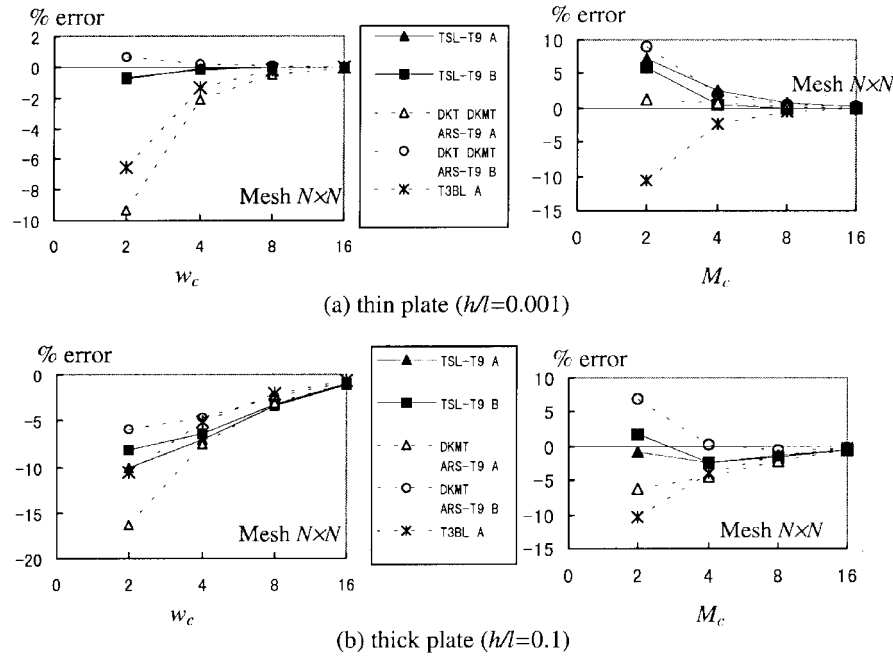 % error
2
0
-2
-4
-6
-8
-10
0 2 4 8 16
Mesh N×N
w_c
TSL-T9 A
TSL-T9 B
DKT DKMT
ARS-T9 A
DKT DKMT
ARS-T9 B
T3BL A
% error
10
5
0
-5
-10
-15
0 2 4 8 16
Mesh N×N
M_c
(a) thin plate (h/l=0.001)
% error
0
-5
-10
-15
-20
0 2 4 8 16
Mesh N×N
w_c
TSL-T9 A
TSL-T9 B
DKMT
ARS-T9 A
DKMT
ARS-T9 B
T3BL A
% error
10
5
0
-5
-10
-15
0 2 4 8 16
Mesh N×N
M_c
(b) thick plate (h/l=0.1)